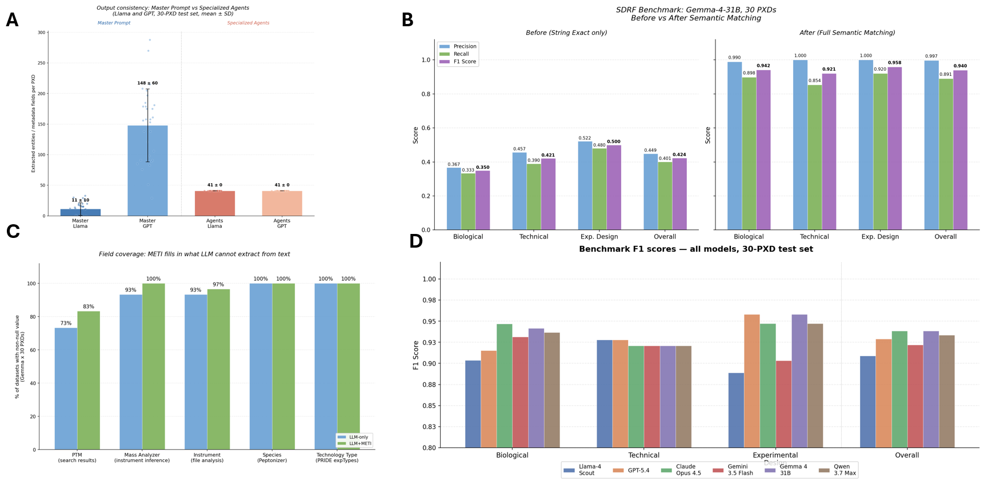 A
Output consistency: Master Prompt vs Specialized Agents
(Llama and GPT, 30-PXD test set, mean ± SD)
Master Prompt
Specialized Agents
Extracted entities / metadata fields per PXD
300
250
200
150
100
50
0
11 ± 10
148 ± 60
41 ± 0
41 ± 0
Master
Llama
Master
GPT
Agents
Llama
Agents
GPT
B
SDRF Benchmark: Gemma-4-31B, 30 PXDs
Before vs After Semantic Matching
Before (String Exact only)
Precision
Recall
F1 Score
Score
1.0
0.8
0.6
0.4
0.2
0.0
0.367
0.333
0.350
0.457
0.390
0.421
0.522
0.480
0.500
0.449
0.401
0.424
Biological
Technical
Exp. Design
Overall
After (Full Semantic Matching)
Score
0.990
0.898
0.942
1.000
0.854
0.921
1.000
0.920
0.958
0.997
0.891
0.940
Biological
Technical
Exp. Design
Overall
C
Field coverage: METI fills in what LLM cannot extract from text
% of datasets with non-null value
(Gemma x 30 PXDs)
100
80
60
40
20
0
73%
83%
93%
100%
93%
97%
100%
100%
100%
100%
LLM-only
LLM+METI
PTM
(search results)
Mass Analyzer
(instrument inference)
Instrument
(file analysis)
Species
(Peptonizer)
Technology Type
(PRIDE expTypes)
D
Benchmark F1 scores — all models, 30-PXD test set
F1 Score
1.00
0.98
0.95
0.93
0.90
0.88
0.85
0.83
0.80
Biological
Technical
Experimental
Design
Overall
Llama-4
Scout
GPT-5.4
Claude
Opus 4.5
Gemini
3.5 Flash
Gemma 4
31B
Qwen
3.7 Max